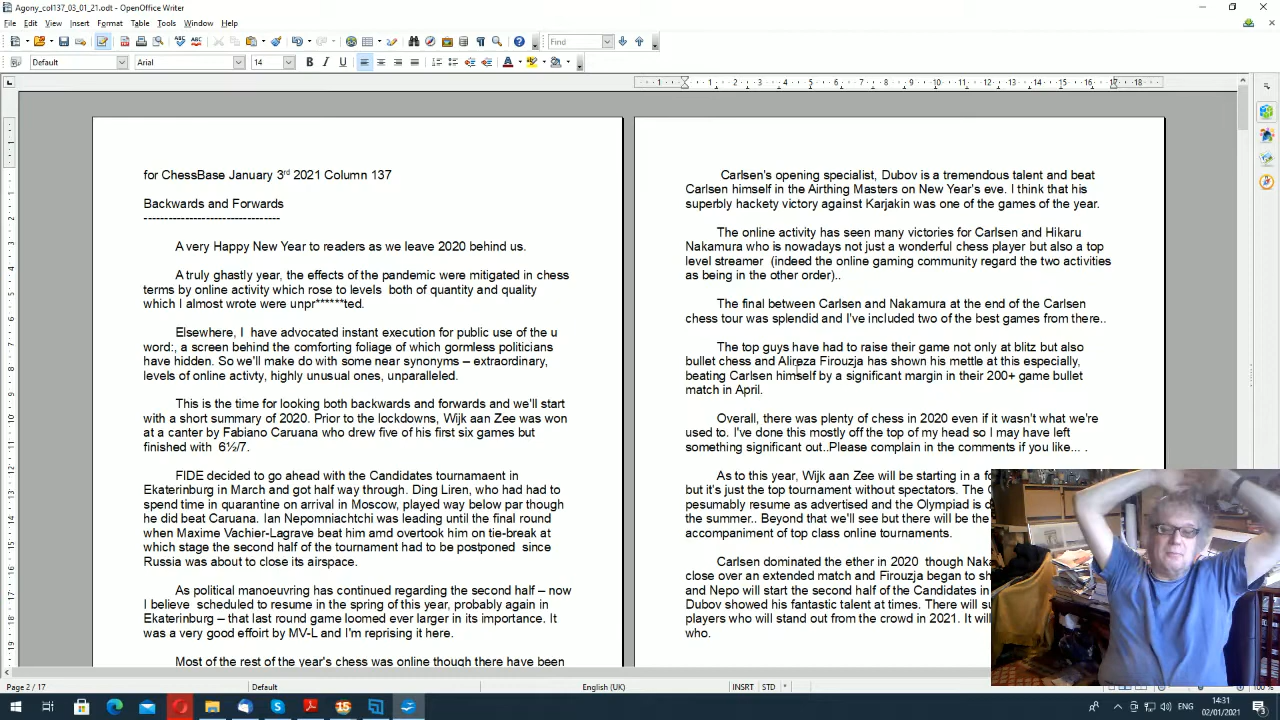 Agony_col137_03_01_21.odt - OpenOffice Writer
File Edit View Insert Format Table Tools Window Help
Find
Default Arial 14
1 1 2 3 4 5 6 7 8 9 10 11 12 13 14 15 16 17 18
for ChessBase January 3rd 2021 Column 137
Backwards and Forwards
----------------------------------
A very Happy New Year to readers as we leave 2020 behind us.
A truly ghastly year, the effects of the pandemic were mitigated in chess
terms by online activity which rose to levels both of quantity and quality
which I almost wrote were unpr******ted.
Elsewhere, I have advocated instant execution for public use of the u
word:, a screen behind the comforting foliage of which gormless politicians
have hidden. So we'll make do with some near synonyms – extraordinary,
levels of online activty, highly unusual ones, unparalleled.
This is the time for looking both backwards and forwards and we'll start
with a short summary of 2020. Prior to the lockdowns, Wijk aan Zee was won
at a canter by Fabiano Caruana who drew five of his first six games but
finished with 6½/7.
FIDE decided to go ahead with the Candidates tournamaent in
Ekaterinburg in March and got half way through. Ding Liren, who had had to
spend time in quarantine on arrival in Moscow, played way below par though
he did beat Caruana. Ian Nepomniachtchi was leading until the final round
when Maxime Vachier-Lagrave beat him amd overtook him on tie-break at
which stage the second half of the tournament had to be postponed since
Russia was about to close its airspace.
As political manoeuvring has continued regarding the second half – now
I believe scheduled to resume in the spring of this year, probably again in
Ekaterinburg – that last round game loomed ever larger in its importance. It
was a very good effoirt by MV-L and I'm reprising it here.
Most of the rest of the year's chess was online though there have been
Carlsen's opening specialist, Dubov is a tremendous talent and beat
Carlsen himself in the Airthing Masters on New Year's eve. I think that his
superbly hackety victory against Karjakin was one of the games of the year.
The online activity has seen many victories for Carlsen and Hikaru
Nakamura who is nowadays not just a wonderful chess player but also a top
level streamer (indeed the online gaming community regard the two activities
as being in the other order)..
The final between Carlsen and Nakamura at the end of the Carlsen
chess tour was splendid and I've included two of the best games from there..
The top guys have had to raise their game not only at blitz but also
bullet chess and Alireza Firouzja has shown his mettle at this especially,
beating Carlsen himself by a significant margin in their 200+ game bullet
match in April.
Overall, there was plenty of chess in 2020 even if it wasn't what we're
used to. I've done this mostly off the top of my head so I may have left
something significant out..Please complain in the comments if you like... .
As to this year, Wijk aan Zee will be starting in a fo
but it's just the top tournament without spectators. The C
pesumably resume as advertised and the Olympiad is d
the summer.. Beyond that we'll see but there will be the
accompaniment of top class online tournaments.
Carlsen dominated the ether in 2020 though Naka
close over an extended match and Firouzja began to sh
and Nepo will start the second half of the Candidates in
Dubov showed his fantastic talent at times. There will su
players who will stand out from the crowd in 2021. It wil
who.
Page 2 / 17 Default English (UK) INSRT STD * 100 %
ENG 14:31
02/01/2021